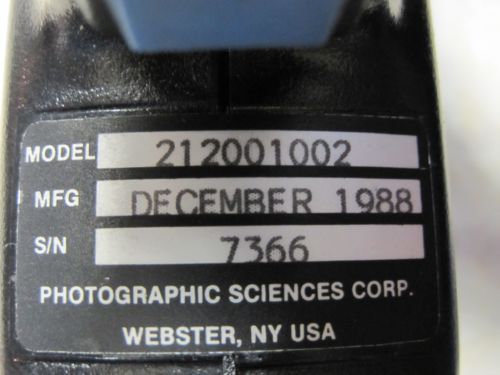 MODEL 212001002
MFG DECEMBER 1988
S/N 7366
PHOTOGRAPHIC SCIENCES CORP.
WEBSTER, NY USA